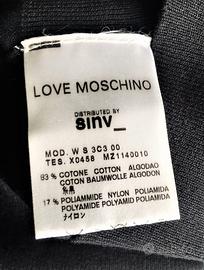 LOVE MOSCHINO
DISTRIBUTED BY
sinv_
MOD. W S 3C3 00
TES. X0458 MZ1140010
83 % COTONE COTTON ALGODAO
COTON BAUMWOLLE ALGODON
17 % POLIAMMIDE NYLON POLIAMIDA
POLYAMIDE POLYAMID POLIAMIDA
ナイロン